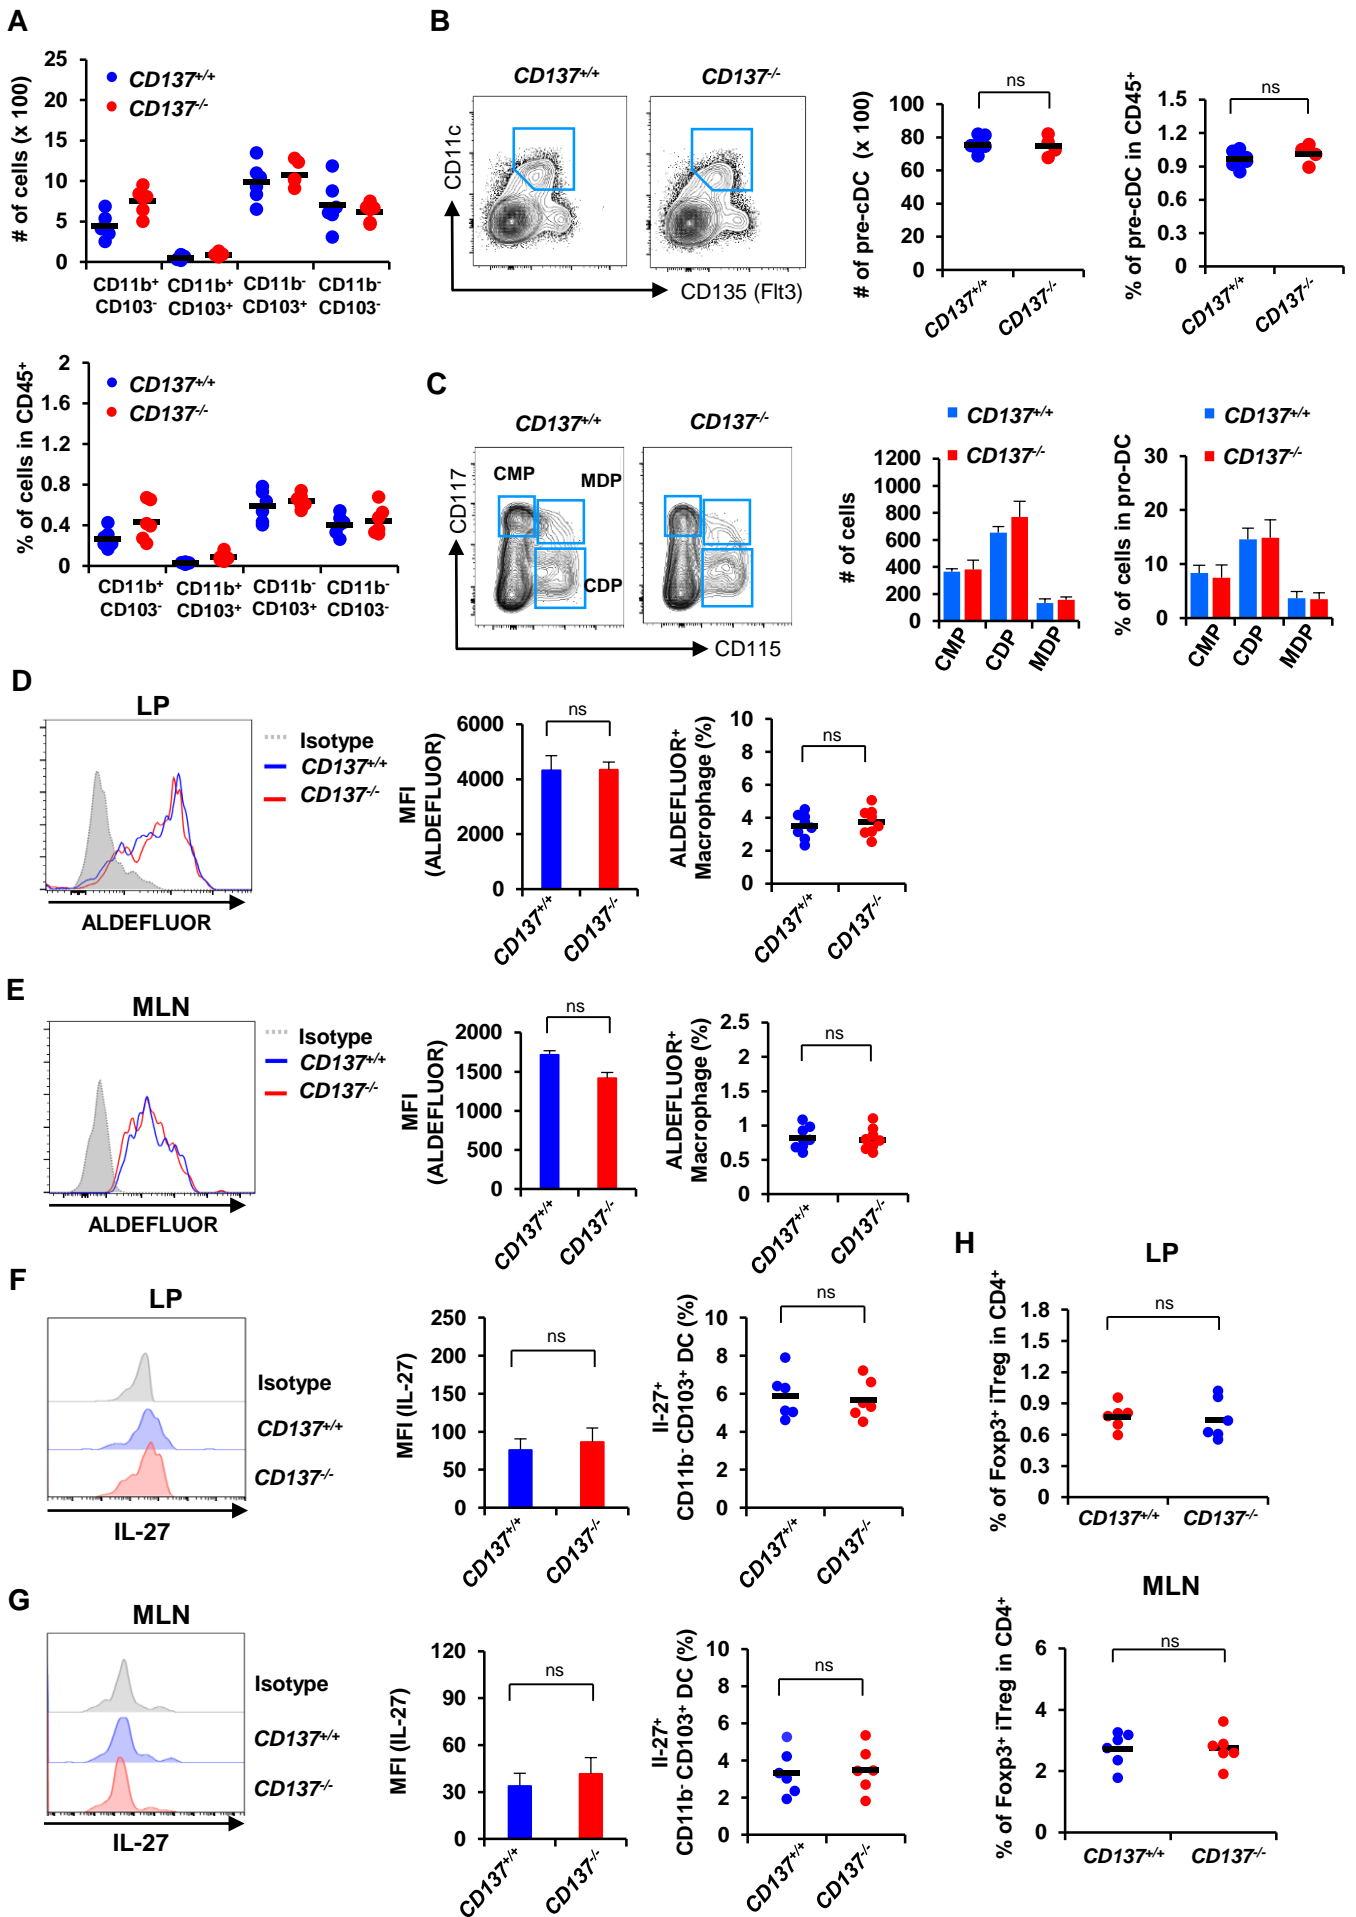 A
25
20
15
10
5
0
# of cells (x 100)
CD137+/+
CD137-/-
CD11b+ CD11b+ CD11b- CD11b-
CD103- CD103+ CD103+ CD103-
2
1.6
1.2
0.8
0.4
0
% of cells in CD45+
CD137+/+
CD137-/-
CD11b+ CD11b+ CD11b- CD11b-
CD103- CD103+ CD103+ CD103-
B
CD137+/+ CD137-/-
CD11c
CD135 (Flt3)
# of pre-cDC (x 100)
100
80
60
40
20
0
ns
CD137+/+ CD137-/-
% of pre-cDC in CD45+
1.5
1.2
0.9
0.6
0.3
0
ns
CD137+/+ CD137-/-
C
CD137+/+ CD137-/-
CMP MDP
CDP
CD117
CD115
CD137+/+
CD137-/-
# of cells
1200
1000
800
600
400
200
0
CMP CDP MDP
CD137+/+
CD137-/-
% of cells in pro-DC
30
20
10
0
CMP CDP MDP
D
LP
Isotype
CD137+/+
CD137-/-
ALDEFLUOR
MFI
(ALDEFLUOR)
6000
4000
2000
0
ns
CD137+/+ CD137-/-
ALDEFLUOR+
Macrophage (%)
10
8
6
4
2
0
ns
CD137+/+ CD137-/-
E
MLN
Isotype
CD137+/+
CD137-/-
ALDEFLUOR
MFI
(ALDEFLUOR)
2000
1500
1000
500
0
ns
CD137+/+ CD137-/-
ALDEFLUOR+
Macrophage (%)
2.5
2
1.5
1
0.5
0
ns
CD137+/+ CD137-/-
F
LP
Isotype
CD137+/+
CD137-/-
IL-27
MFI (IL-27)
250
200
150
100
50
0
ns
CD137+/+ CD137-/-
Il-27+
CD11b- CD103+ DC (%)
10
8
6
4
2
0
ns
CD137+/+ CD137-/-
G
MLN
Isotype
CD137+/+
CD137-/-
IL-27
MFI (IL-27)
120
90
60
30
0
ns
CD137+/+ CD137-/-
Il-27+
CD11b- CD103+ DC (%)
10
8
6
4
2
0
ns
CD137+/+ CD137-/-
H
LP
% of Foxp3+ iTreg in CD4+
1.8
1.5
1.2
0.9
0.6
0.3
0
ns
CD137+/+ CD137-/-
MLN
% of Foxp3+ iTreg in CD4+
6
4
2
0
ns
CD137+/+ CD137-/-